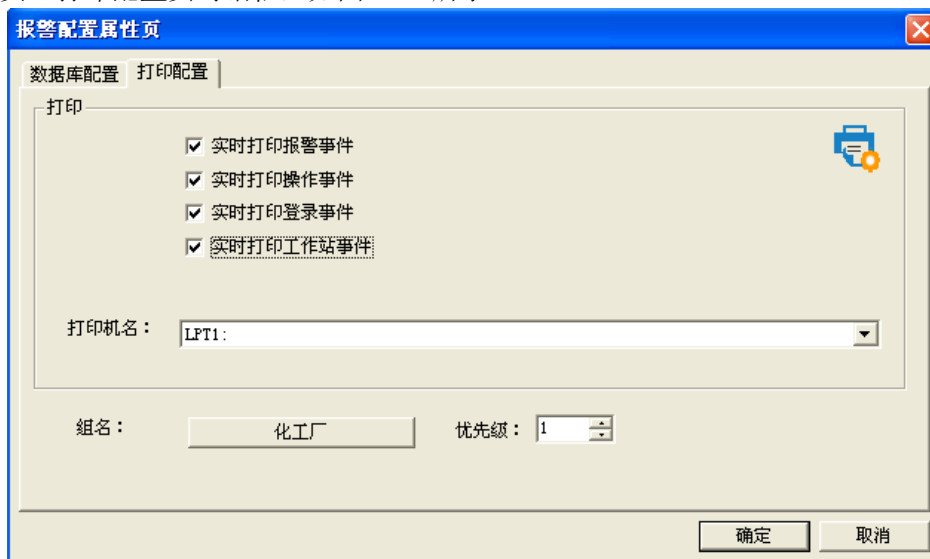 报警配置属性页
数据库配置 打印配置
打印
实时打印报警事件
实时打印操作事件
实时打印登录事件
实时打印工作站事件
打印机名： LPT1:
组名： 化工厂 优先级： 1
确定 取消